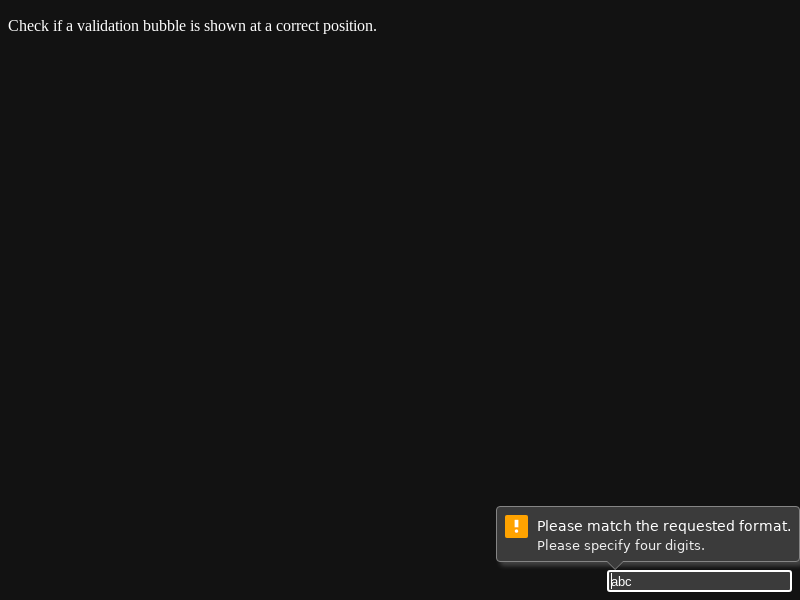 Check if a validation bubble is shown at a correct position.
Please match the requested format.
Please specify four digits.
abc